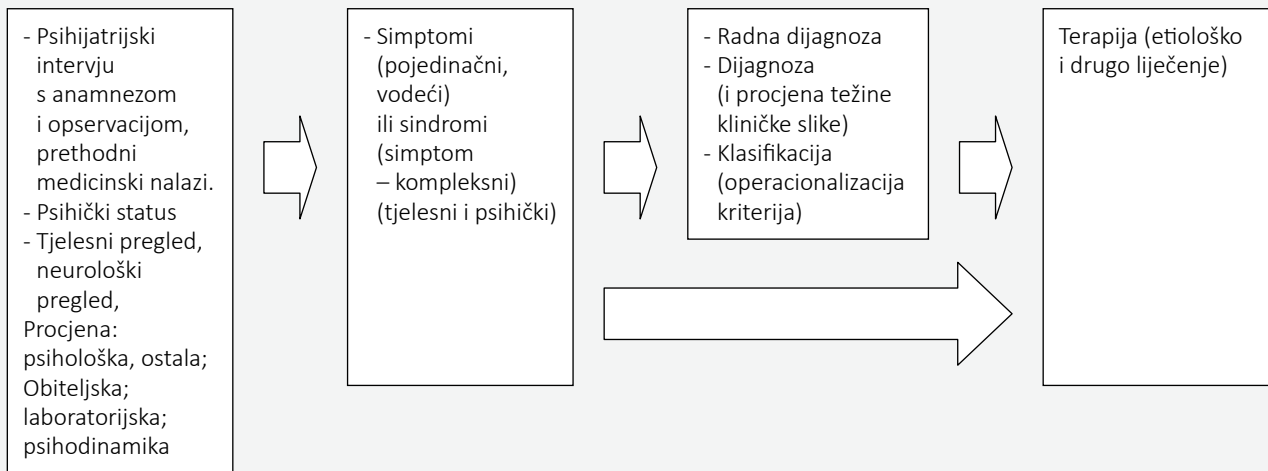 - Psihijatrijski
intervju
s anamnezom
i opservacijom,
prethodni
medicinski nalazi.
- Psihički status
- Tjelesni pregled,
neurološki
pregled,
Procjena:
psihološka, ostala;
Obiteljska;
laboratorijska;
psihodinamika
- Simptomi
(pojedinačni,
vodeći)
ili sindromi
(simptom
– kompleksni)
(tjelesni i psihički)
- Radna dijagnoza
- Dijagnoza
(i procjena težine
kliničke slike)
- Klasifikacija
(operacionalizacija
kriterija)
Terapija (etiološko
i drugo liječenje)